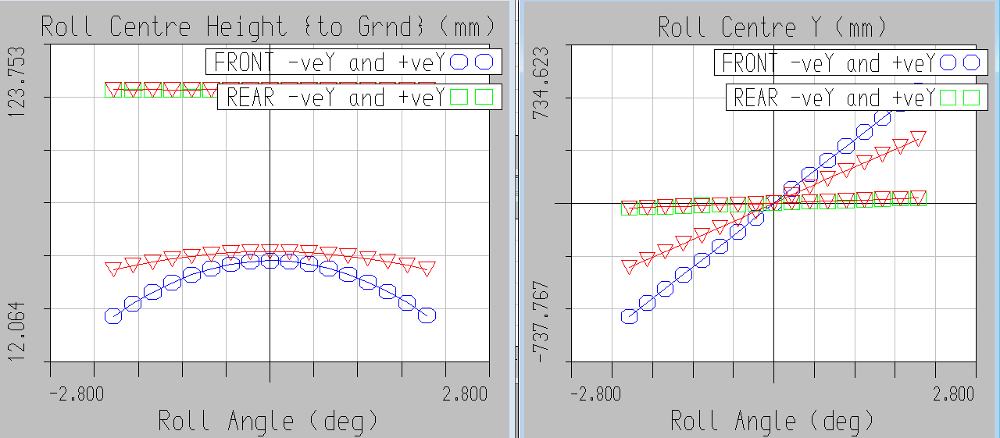 Roll Centre Height {to Grnd} (mm)
FRONT -veY and +veY
REAR -veY and +veY
123.753
12.064
-2.800
2.800
Roll Angle (deg)
Roll Centre Y (mm)
FRONT -veY and +veY
REAR -veY and +veY
734.623
-737.767
-2.800
2.800
Roll Angle (deg)